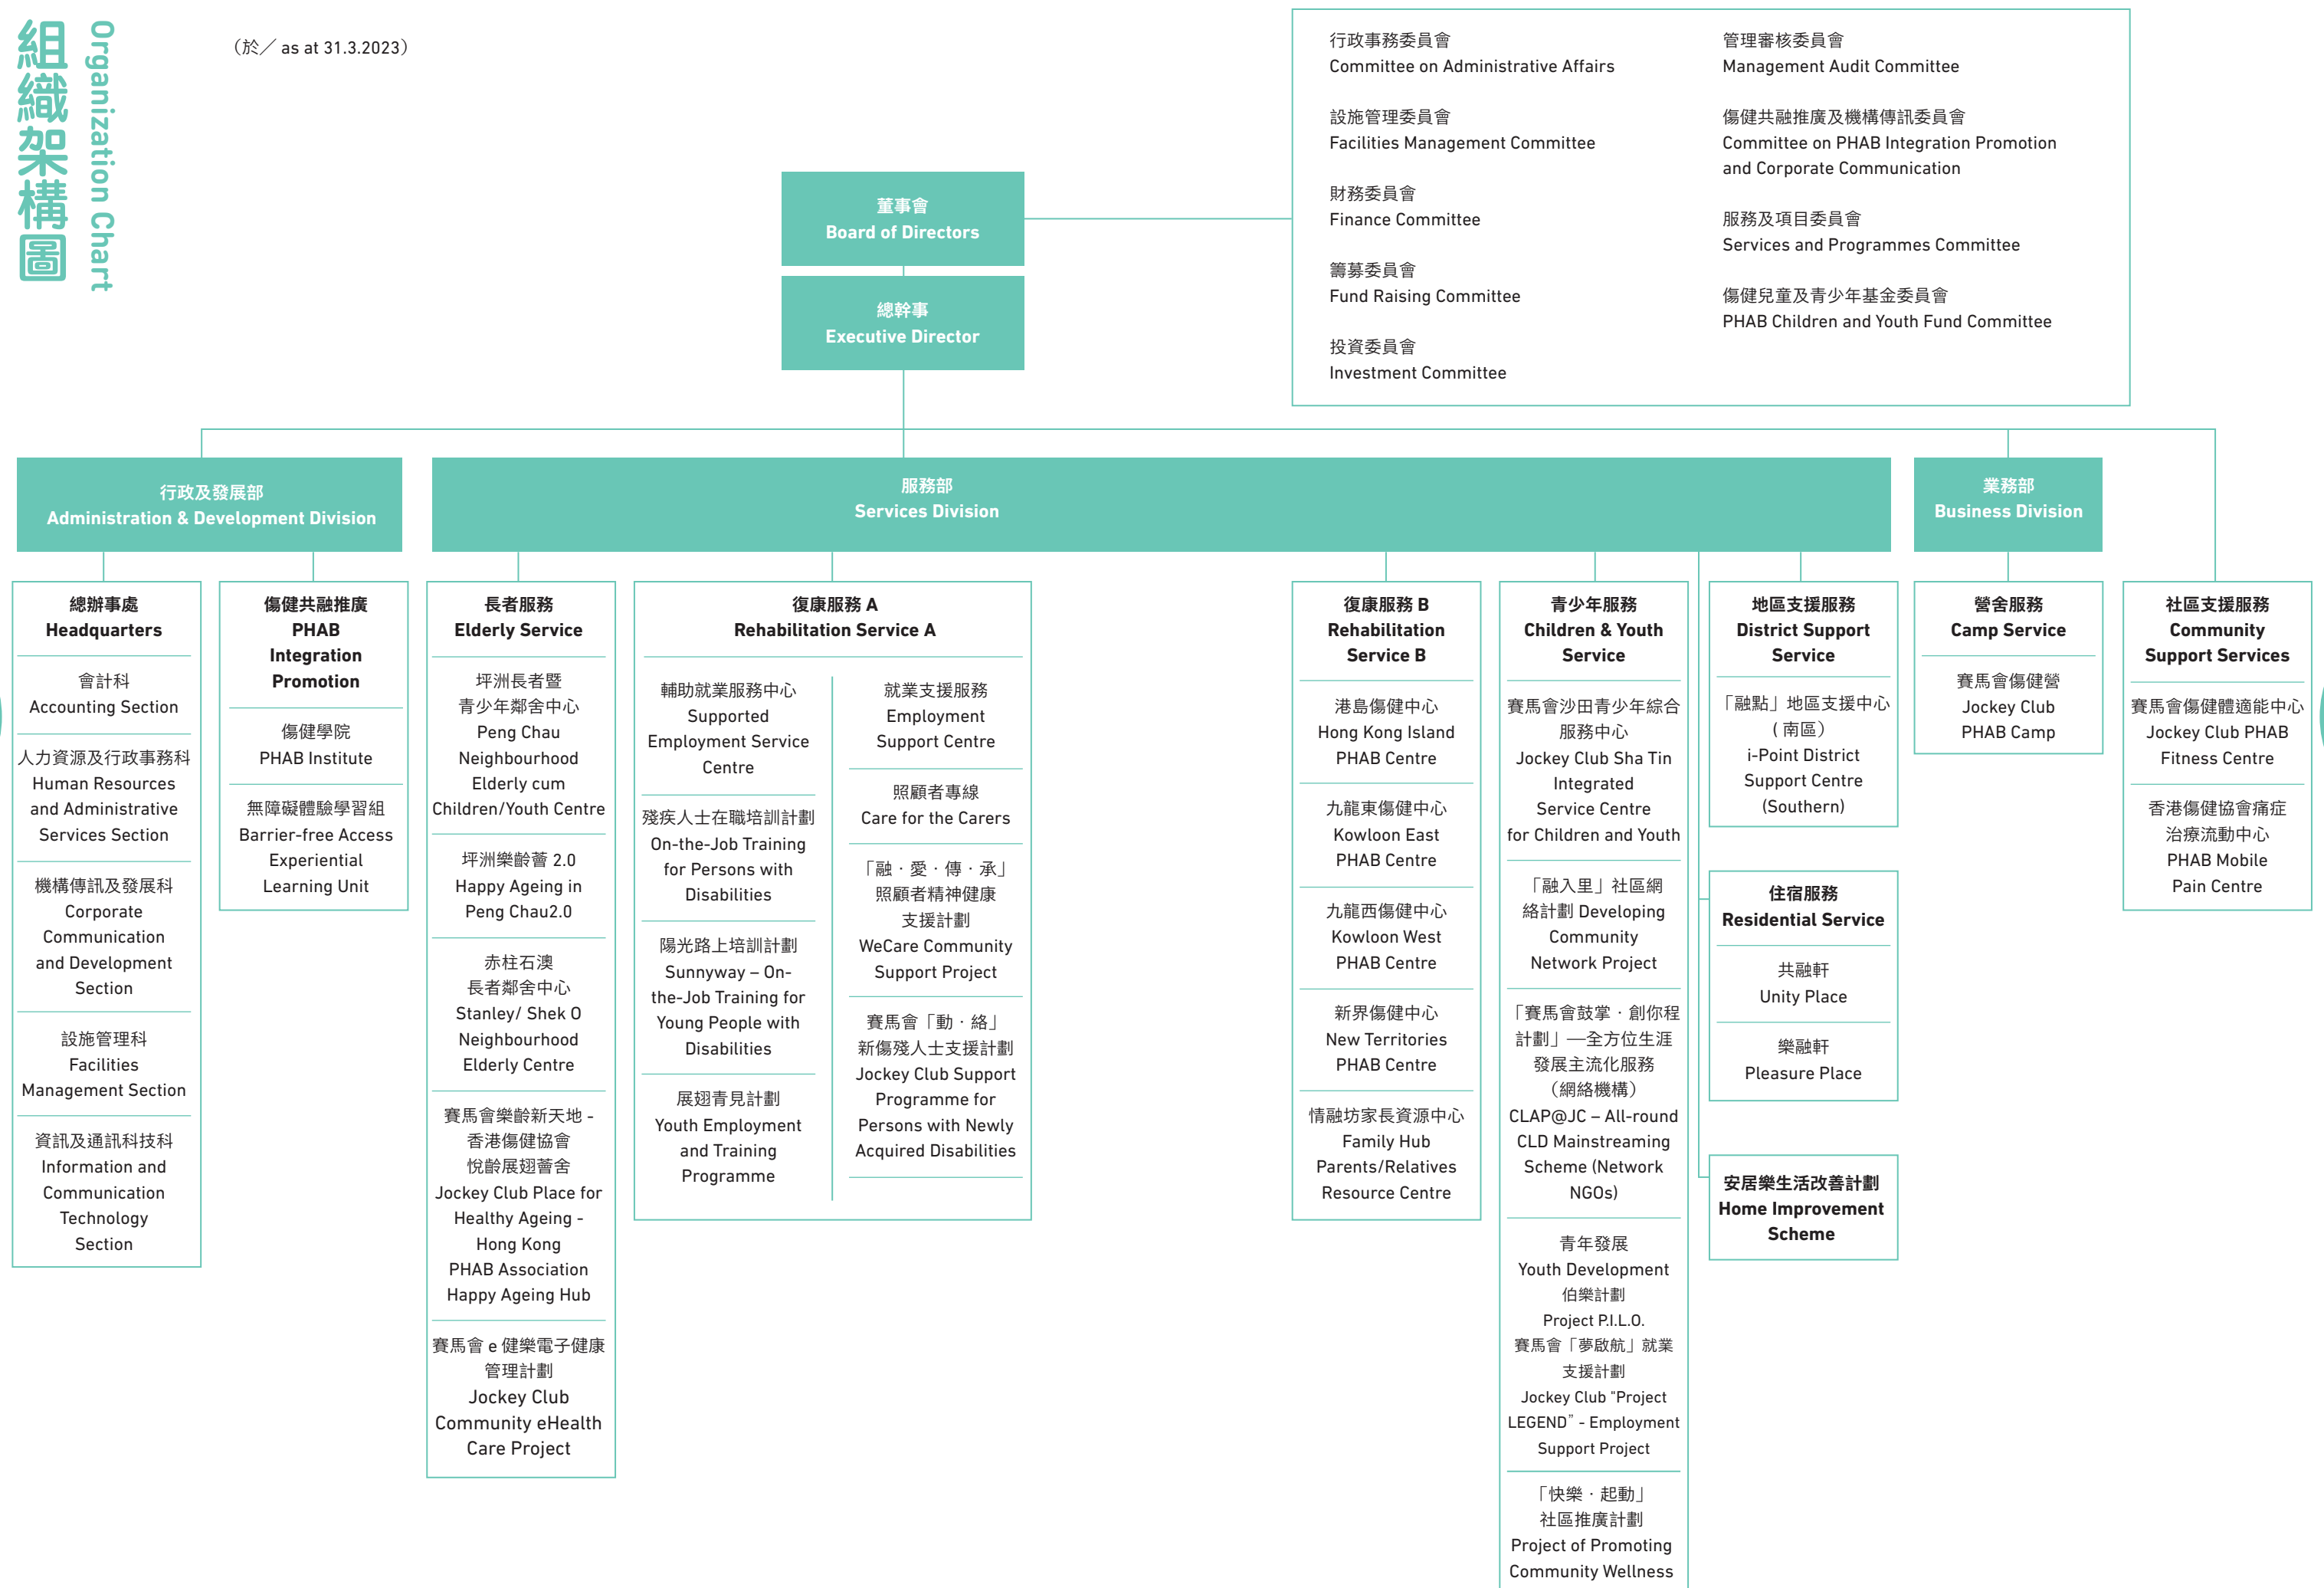 組織架構圖
Organization Chart
（於／ as at 31.3.2023）
行政事務委員會
Committee on Administrative Affairs
設施管理委員會
Facilities Management Committee
財務委員會
Finance Committee
籌募委員會
Fund Raising Committee
投資委員會
Investment Committee
管理審核委員會
Management Audit Committee
傷健共融推廣及機構傳訊委員會
Committee on PHAB Integration Promotion
and Corporate Communication
服務及項目委員會
Services and Programmes Committee
傷健兒童及青少年基金委員會
PHAB Children and Youth Fund Committee
董事會
Board of Directors
總幹事
Executive Director
行政及發展部
Administration & Development Division
服務部
Services Division
業務部
Business Division
總辦事處
Headquarters
會計科
Accounting Section
人力資源及行政事務科
Human Resources
and Administrative
Services Section
機構傳訊及發展科
Corporate
Communication
and Development
Section
設施管理科
Facilities
Management Section
資訊及通訊科技科
Information and
Communication
Technology
Section
傷健共融推廣
PHAB
Integration
Promotion
傷健學院
PHAB Institute
無障礙體驗學習組
Barrier-free Access
Experiential
Learning Unit
長者服務
Elderly Service
坪洲長者暨
青少年鄰舍中心
Peng Chau
Neighbourhood
Elderly cum
Children/Youth Centre
坪洲樂齡薈 2.0
Happy Ageing in
Peng Chau2.0
赤柱石澳
長者鄰舍中心
Stanley/ Shek O
Neighbourhood
Elderly Centre
賽馬會樂齡新天地 -
香港傷健協會
悅齡展翅薈舍
Jockey Club Place for
Healthy Ageing -
Hong Kong
PHAB Association
Happy Ageing Hub
賽馬會 e 健樂電子健康
管理計劃
Jockey Club
Community eHealth
Care Project
復康服務 A
Rehabilitation Service A
輔助就業服務中心
Supported
Employment Service
Centre
殘疾人士在職培訓計劃
On-the-Job Training
for Persons with
Disabilities
陽光路上培訓計劃
Sunnyway – On-
the-Job Training for
Young People with
Disabilities
展翅青見計劃
Youth Employment
and Training
Programme
就業支援服務
Employment
Support Centre
照顧者專線
Care for the Carers
「融．愛．傳．承」
照顧者精神健康
支援計劃
WeCare Community
Support Project
賽馬會「動．絡」
新傷殘人士支援計劃
Jockey Club Support
Programme for
Persons with Newly
Acquired Disabilities
復康服務 B
Rehabilitation
Service B
港島傷健中心
Hong Kong Island
PHAB Centre
九龍東傷健中心
Kowloon East
PHAB Centre
九龍西傷健中心
Kowloon West
PHAB Centre
新界傷健中心
New Territories
PHAB Centre
情融坊家長資源中心
Family Hub
Parents/Relatives
Resource Centre
青少年服務
Children & Youth
Service
賽馬會沙田青少年綜合
服務中心
Jockey Club Sha Tin
Integrated
Service Centre
for Children and Youth
「融入里」社區網
絡計劃 Developing
Community
Network Project
「賽馬會鼓掌．創你程
計劃」—全方位生涯
發展主流化服務
（網絡機構）
CLAP@JC – All-round
CLD Mainstreaming
Scheme (Network
NGOs)
青年發展
Youth Development
伯樂計劃
Project P.I.L.O.
賽馬會「夢啟航」就業
支援計劃
Jockey Club "Project
LEGEND” - Employment
Support Project
「快樂．起動」
社區推廣計劃
Project of Promoting
Community Wellness
地區支援服務
District Support
Service
「融點」地區支援中心
( 南區）
i-Point District
Support Centre
(Southern)
住宿服務
Residential Service
共融軒
Unity Place
樂融軒
Pleasure Place
安居樂生活改善計劃
Home Improvement
Scheme
營舍服務
Camp Service
賽馬會傷健營
Jockey Club
PHAB Camp
社區支援服務
Community
Support Services
賽馬會傷健體適能中心
Jockey Club PHAB
Fitness Centre
香港傷健協會痛症
治療流動中心
PHAB Mobile
Pain Centre